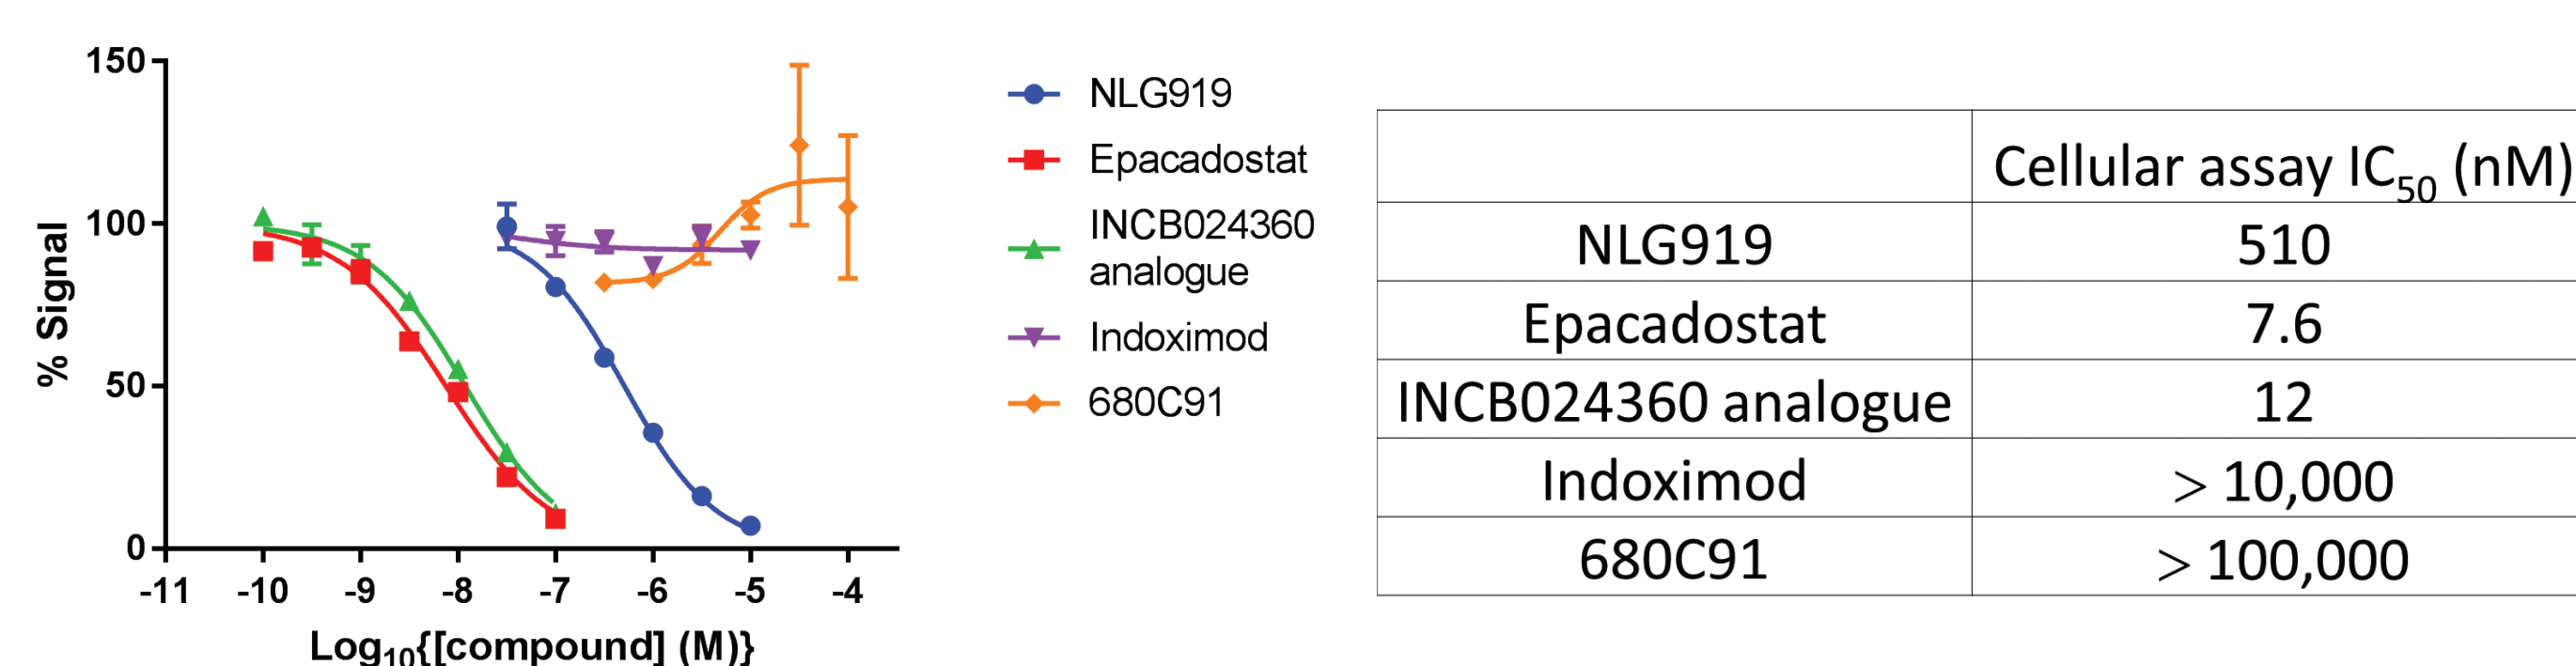 150
100
50
0
% Signal
-11 -10 -9 -8 -7 -6 -5 -4
Log10{[compound] (M)}
NLG919
Epacadostat
INCB024360
analogue
Indoximod
680C91
Cellular assay IC50 (nM)
NLG919 510
Epacadostat 7.6
INCB024360 analogue 12
Indoximod > 10,000
680C91 > 100,000